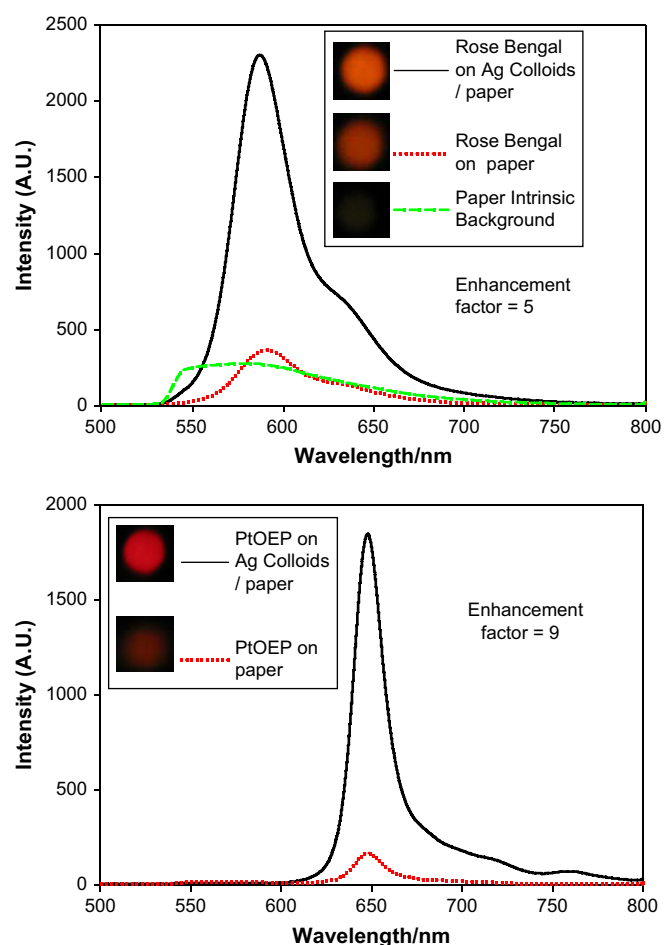 2500
2000
1500
1000
500
0
Intensity (A.U.)
Rose Bengal
on Ag Colloids
/ paper
Rose Bengal
on paper
Paper Intrinsic
Background
Enhancement
factor = 5
500 550 600 650 700 750 800
Wavelength/nm
2000
1500
1000
500
0
Intensity (A.U.)
PtOEP on
Ag Colloids
/ paper
PtOEP on
paper
Enhancement
factor = 9
500 550 600 650 700 750 800
Wavelength/nm